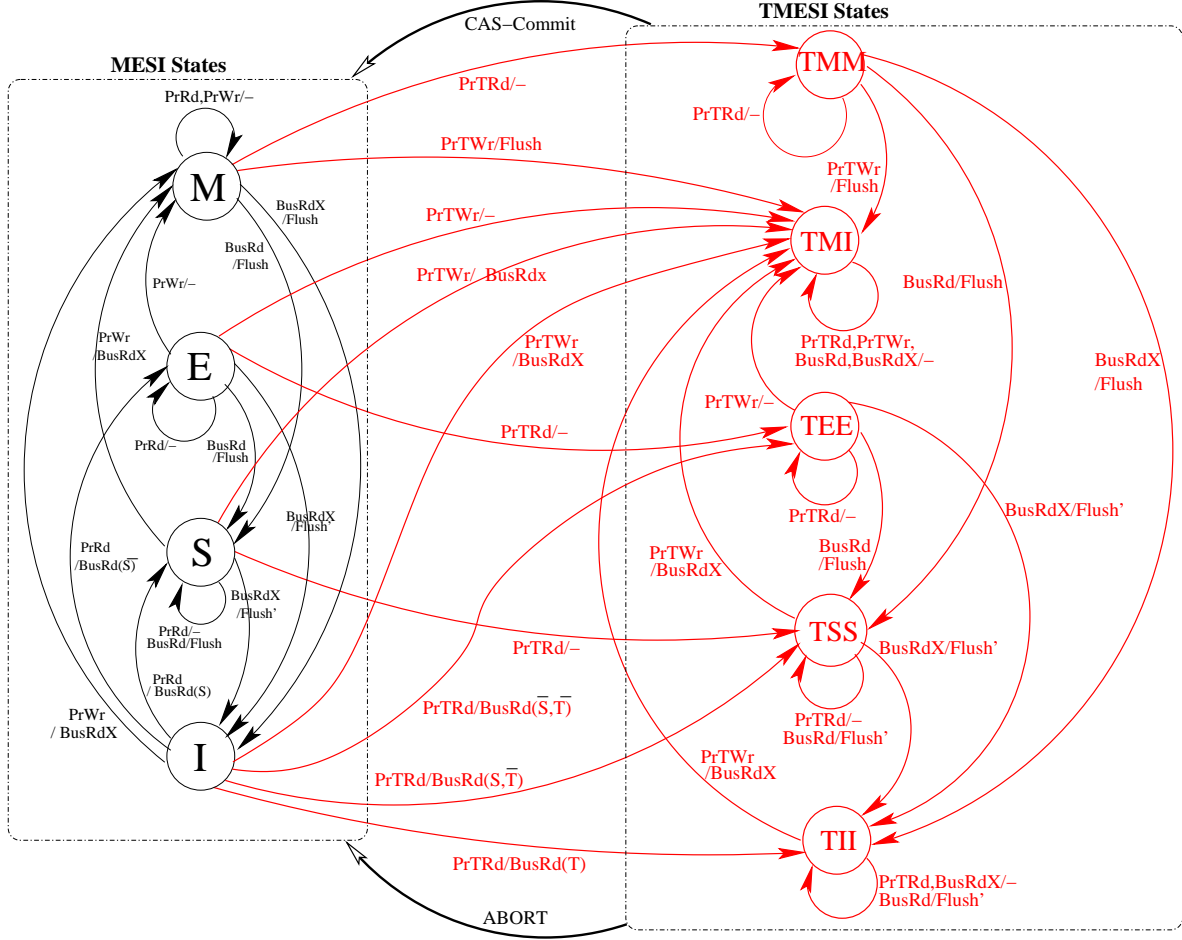 CAS–Commit
TMESI States
MESI States
TMM
PrRd,PrWr/–
PrTRd/–
PrTRd/–
M
PrTWr/Flush
PrTWr
/Flush
BusRdX
/Flush
PrTWr/–
TMI
BusRd
/Flush
PrTWr/ BusRdx
BusRd/Flush
PrWr/–
PrWr
/BusRdX
PrTWr
/BusRdX
PrTRd,PrTWr,
BusRd,BusRdX/–
BusRdX
/Flush
E
PrTWr/–
TEE
PrRd/–
BusRd
/Flush
PrTRd/–
PrTRd/–
BusRdX
/Flush'
BusRdX/Flush'
PrRd
/BusRd(S̅)
S
PrTWr
/BusRdX
BusRd
/Flush
BusRdX
/Flush'
PrRd/–
BusRd/Flush
TSS
BusRdX/Flush'
PrTRd/–
PrRd
/ BusRd(S)
PrTRd/BusRd(S̅,T̅)
PrTRd/–
BusRd/Flush'
PrWr
/ BusRdX
I
PrTRd/BusRd(S,T̅)
PrTWr
/BusRdX
TII
PrTRd/BusRd(T)
PrTRd,BusRdX/–
BusRd/Flush'
ABORT